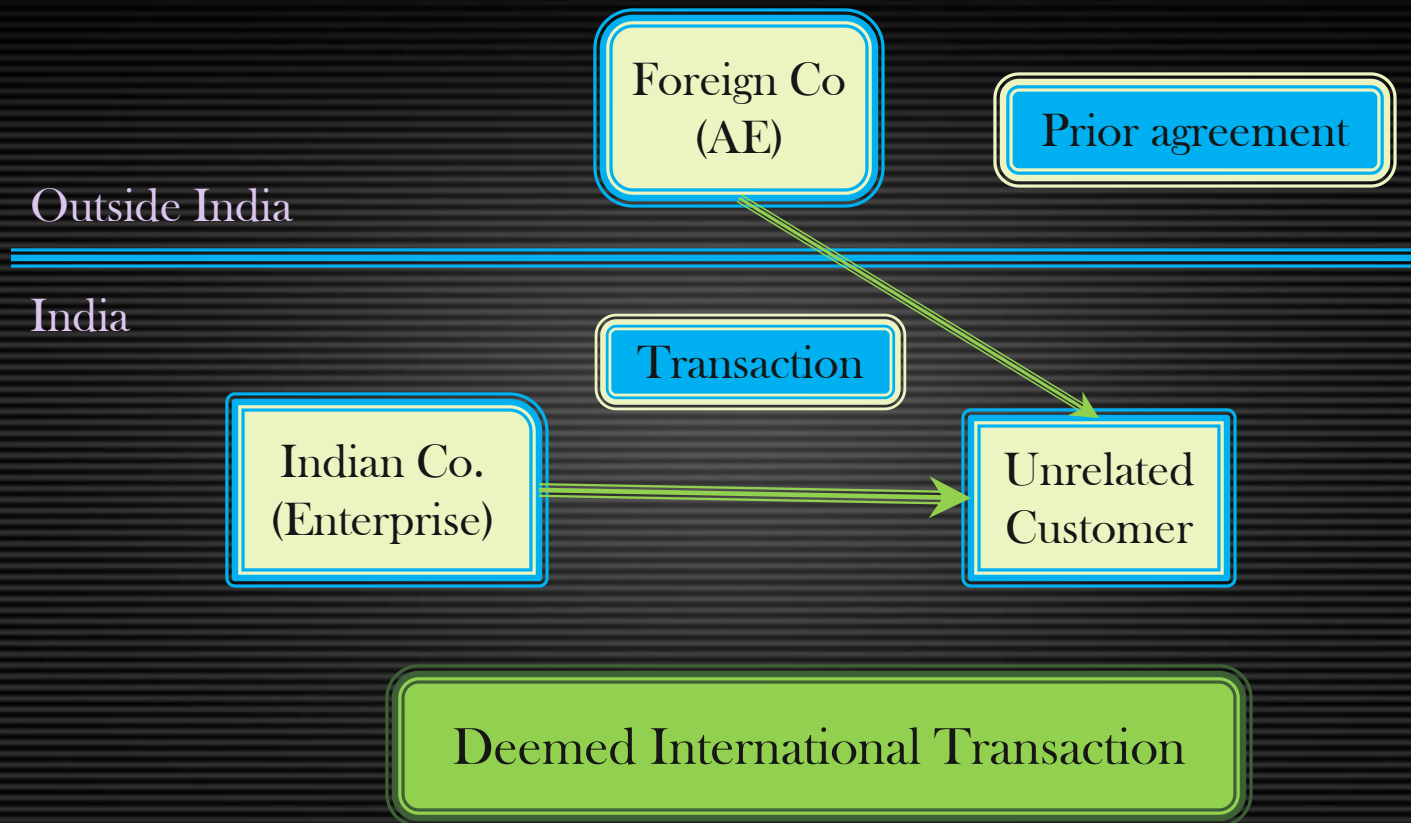 Foreign Co
(AE)
Prior agreement
Outside India
India
Transaction
Indian Co.
(Enterprise)
Unrelated
Customer
Deemed International Transaction